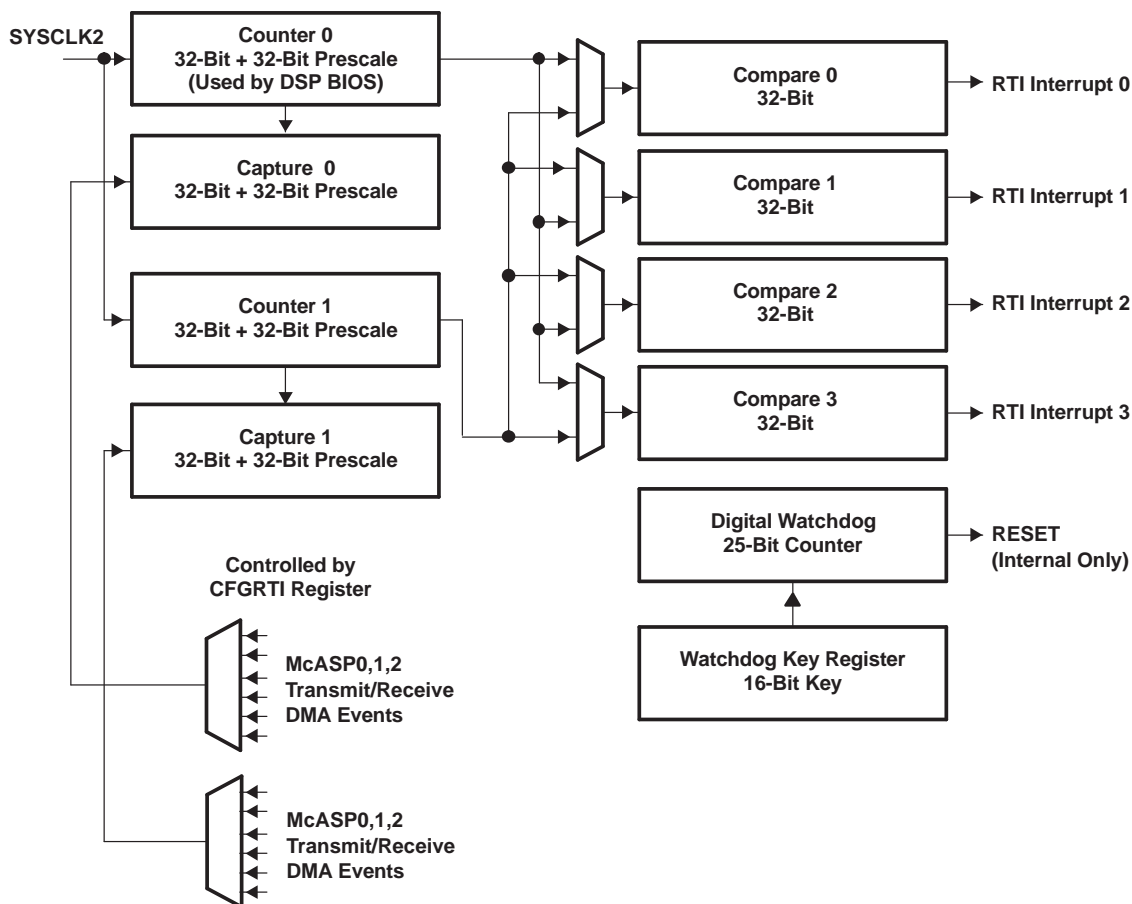 SYSCLK2
Counter 0
32-Bit + 32-Bit Prescale
(Used by DSP BIOS)
Capture 0
32-Bit + 32-Bit Prescale
Counter 1
32-Bit + 32-Bit Prescale
Capture 1
32-Bit + 32-Bit Prescale
Controlled by
CFGRTI Register
McASP0,1,2
Transmit/Receive
DMA Events
McASP0,1,2
Transmit/Receive
DMA Events
Compare 0
32-Bit
RTI Interrupt 0
Compare 1
32-Bit
RTI Interrupt 1
Compare 2
32-Bit
RTI Interrupt 2
Compare 3
32-Bit
RTI Interrupt 3
Digital Watchdog
25-Bit Counter
RESET
(Internal Only)
Watchdog Key Register
16-Bit Key